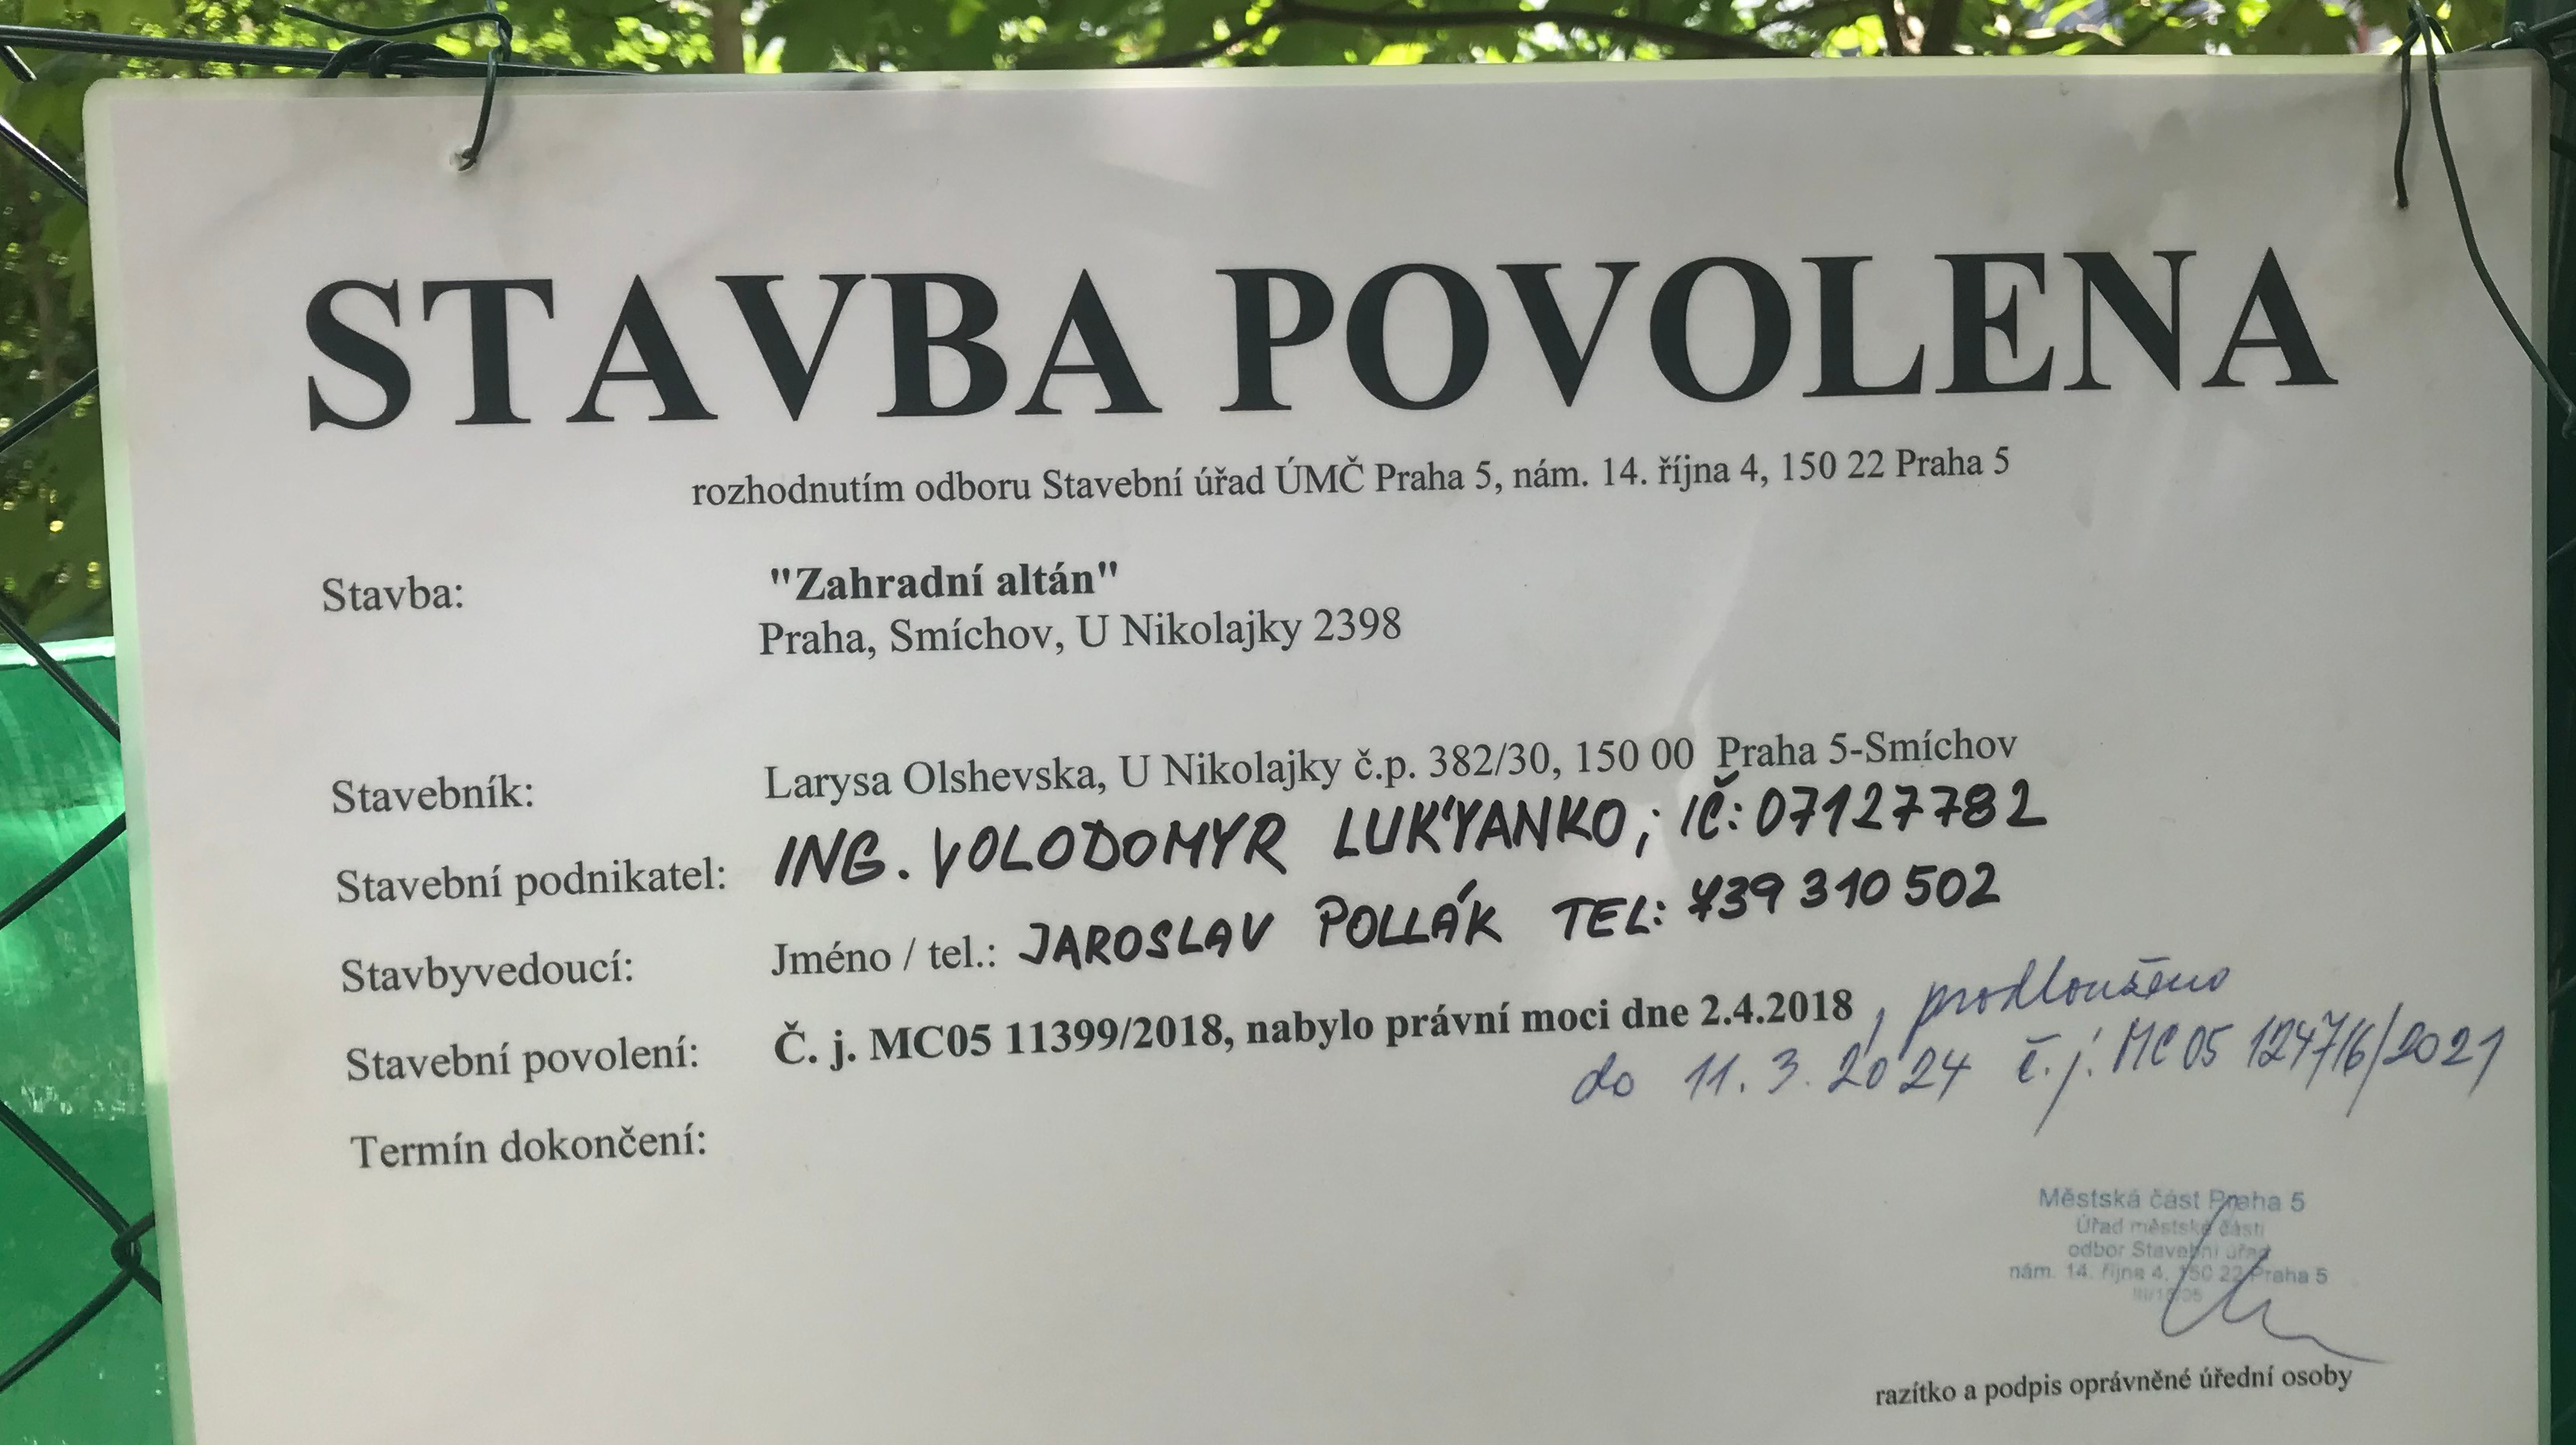 STAVBA POVOLENA
rozhodnutím odboru Stavební úřad ÚMČ Praha 5, nám. 14. října 4, 150 22 Praha 5
Stavba: "Zahradní altán"
Praha, Smíchov, U Nikolajky 2398
Stavebník: Larysa Olshevska, U Nikolajky č.p. 382/30, 150 00 Praha 5-Smíchov
Stavební podnikatel: ING. VOLODOMYR LUK'YANKO; IČ: 07127782
Stavbyvedoucí: Jméno / tel.: JAROSLAV POLLÁK TEL: 739 310 502
Stavební povolení: Č. j. MC05 11399/2018, nabylo právní moci dne 2.4.2018, prodlouženo
do 11. 3. 2024 č. j. MC05 /2021
Termín dokončení:
Městská část Praha 5
Úřad městské části
odbor Stavební úřad
nám. 14. října 4, 150 22 Praha 5
razítko a podpis oprávněné úřední osoby